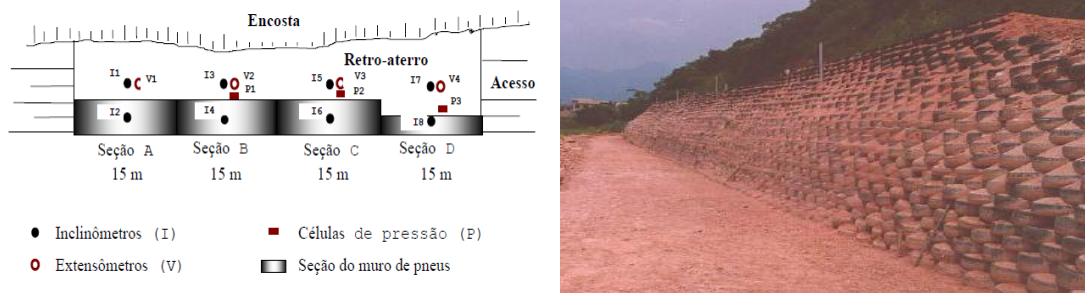 Encosta
Retro-aterro
I1 V1 I3 V2 I5 V3 I7 V4 Acesso
P1 P2 P3
I2 I4 I6 I8
Seção A Seção B Seção C Seção D
15 m 15 m 15 m 15 m
Inclinômetros (I) Células de pressão (P)
Extensômetros (V) Seção do muro de pneus